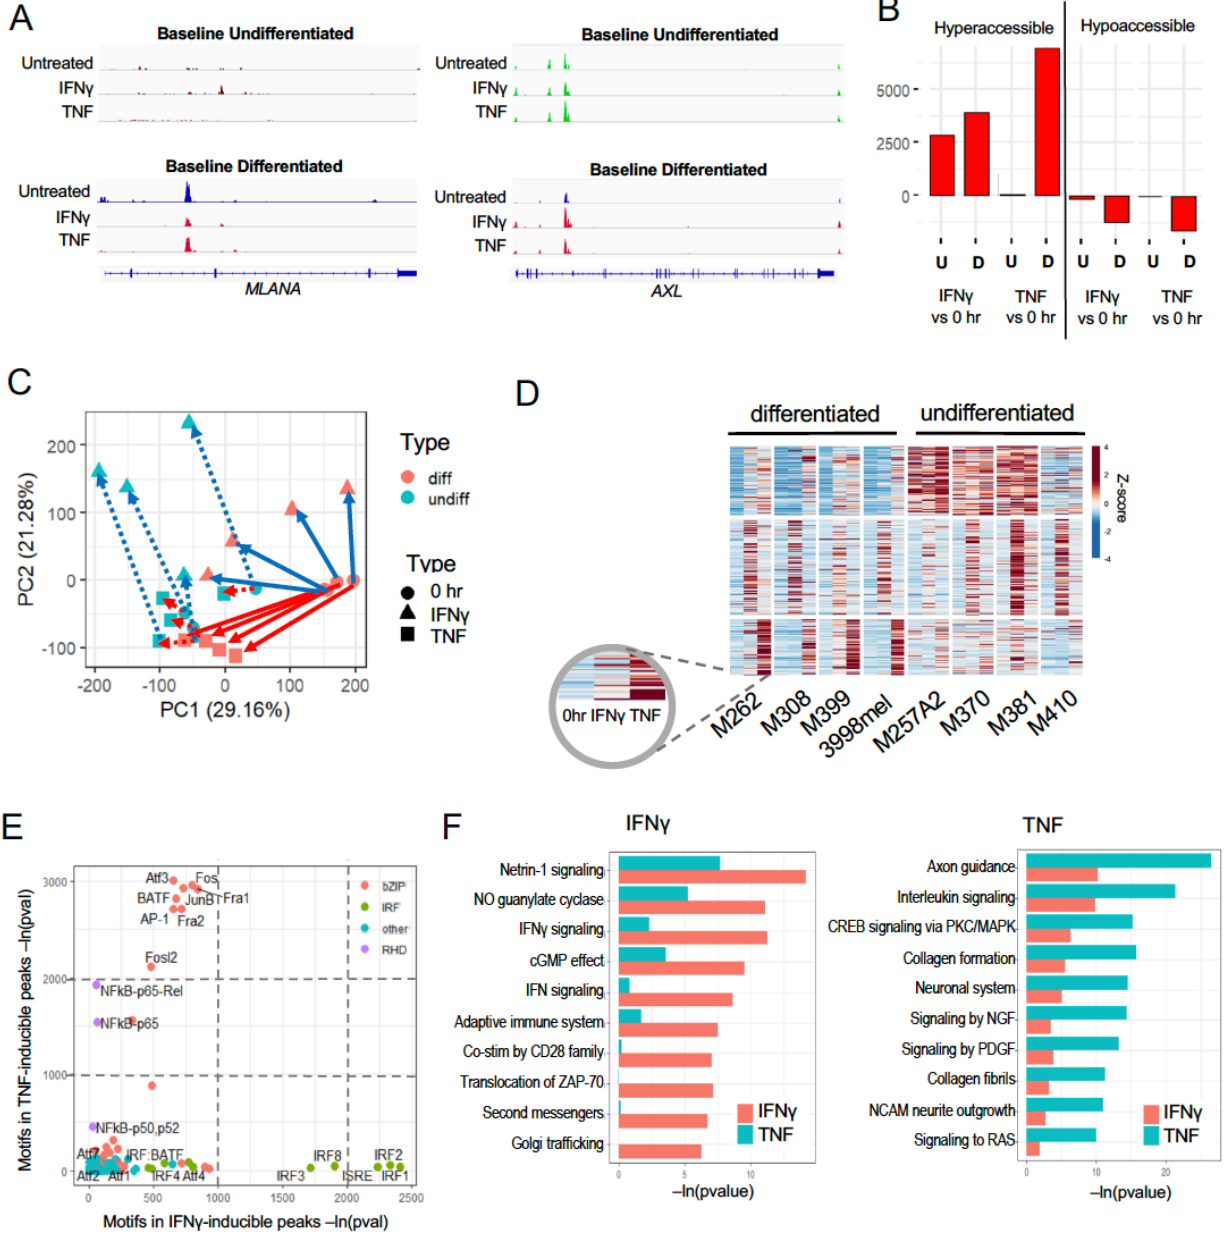 A
Baseline Undifferentiated
Untreated
IFNγ
TNF
Baseline Differentiated
Untreated
IFNγ
TNF
MLANA
Baseline Undifferentiated
Untreated
IFNγ
TNF
Baseline Differentiated
Untreated
IFNγ
TNF
AXL
B
Hyperaccessible
Hypoaccessible
5000
2500
0
U D U D U D U D
IFNγ
vs 0 hr
TNF
vs 0 hr
IFNγ
vs 0 hr
TNF
vs 0 hr
C
PC2 (21.28%)
200
100
0
-100
-200 -100 0 100 200
PC1 (29.16%)
Type
diff
undiff
Type
0 hr
IFNγ
TNF
D
differentiated
undifferentiated
4
2
0
-2
-4
Z-score
0hr IFNγ TNF
M262
M308
M399
3998mel
M257A2
M370
M381
M410
E
Motifs in TNF-inducible peaks –ln(pval)
3000
2000
1000
0
Atf3
Fos
BATF
JunB
Fra1
AP-1
Fra2
Fosl2
NFkB-p65-Rel
NFkB-p65
NFkB-p50,p52
Atf7
IRF:BATF
Atf2
Atf1
IRF4
Atf4
IRF3
IRF8
ISRE
IRF2
IRF1
bZIP
IRF
other
RHD
0 500 1000 1500 2000 2500
Motifs in IFNγ-inducible peaks –ln(pval)
F
IFNγ
Netrin-1 signaling
NO guanylate cyclase
IFNγ signaling
cGMP effect
IFN signaling
Adaptive immune system
Co-stim by CD28 family
Translocation of ZAP-70
Second messengers
Golgi trafficking
IFNγ
TNF
0 5 10
–ln(pvalue)
TNF
Axon guidance
Interleukin signaling
CREB signaling via PKC/MAPK
Collagen formation
Neuronal system
Signaling by NGF
Signaling by PDGF
Collagen fibrils
NCAM neurite outgrowth
Signaling to RAS
IFNγ
TNF
0 10 20
–ln(pvalue)